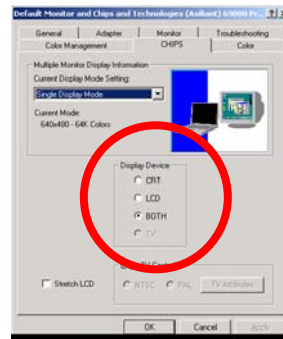 Default Monitor and Chips and Technologies (Asiliant) 69000 Pr...
General Adapter Monitor Troubleshooting
Color Management CHIPS Color
Multiple Monitor Display Information
Current Display Mode Setting:
Single Display Mode
Current Mode
640x480 - 64K Colors
Display Device
CRT
LCD
BOTH
TV
Stretch LCD
NTSC PAL TV Attributes
OK Cancel Apply